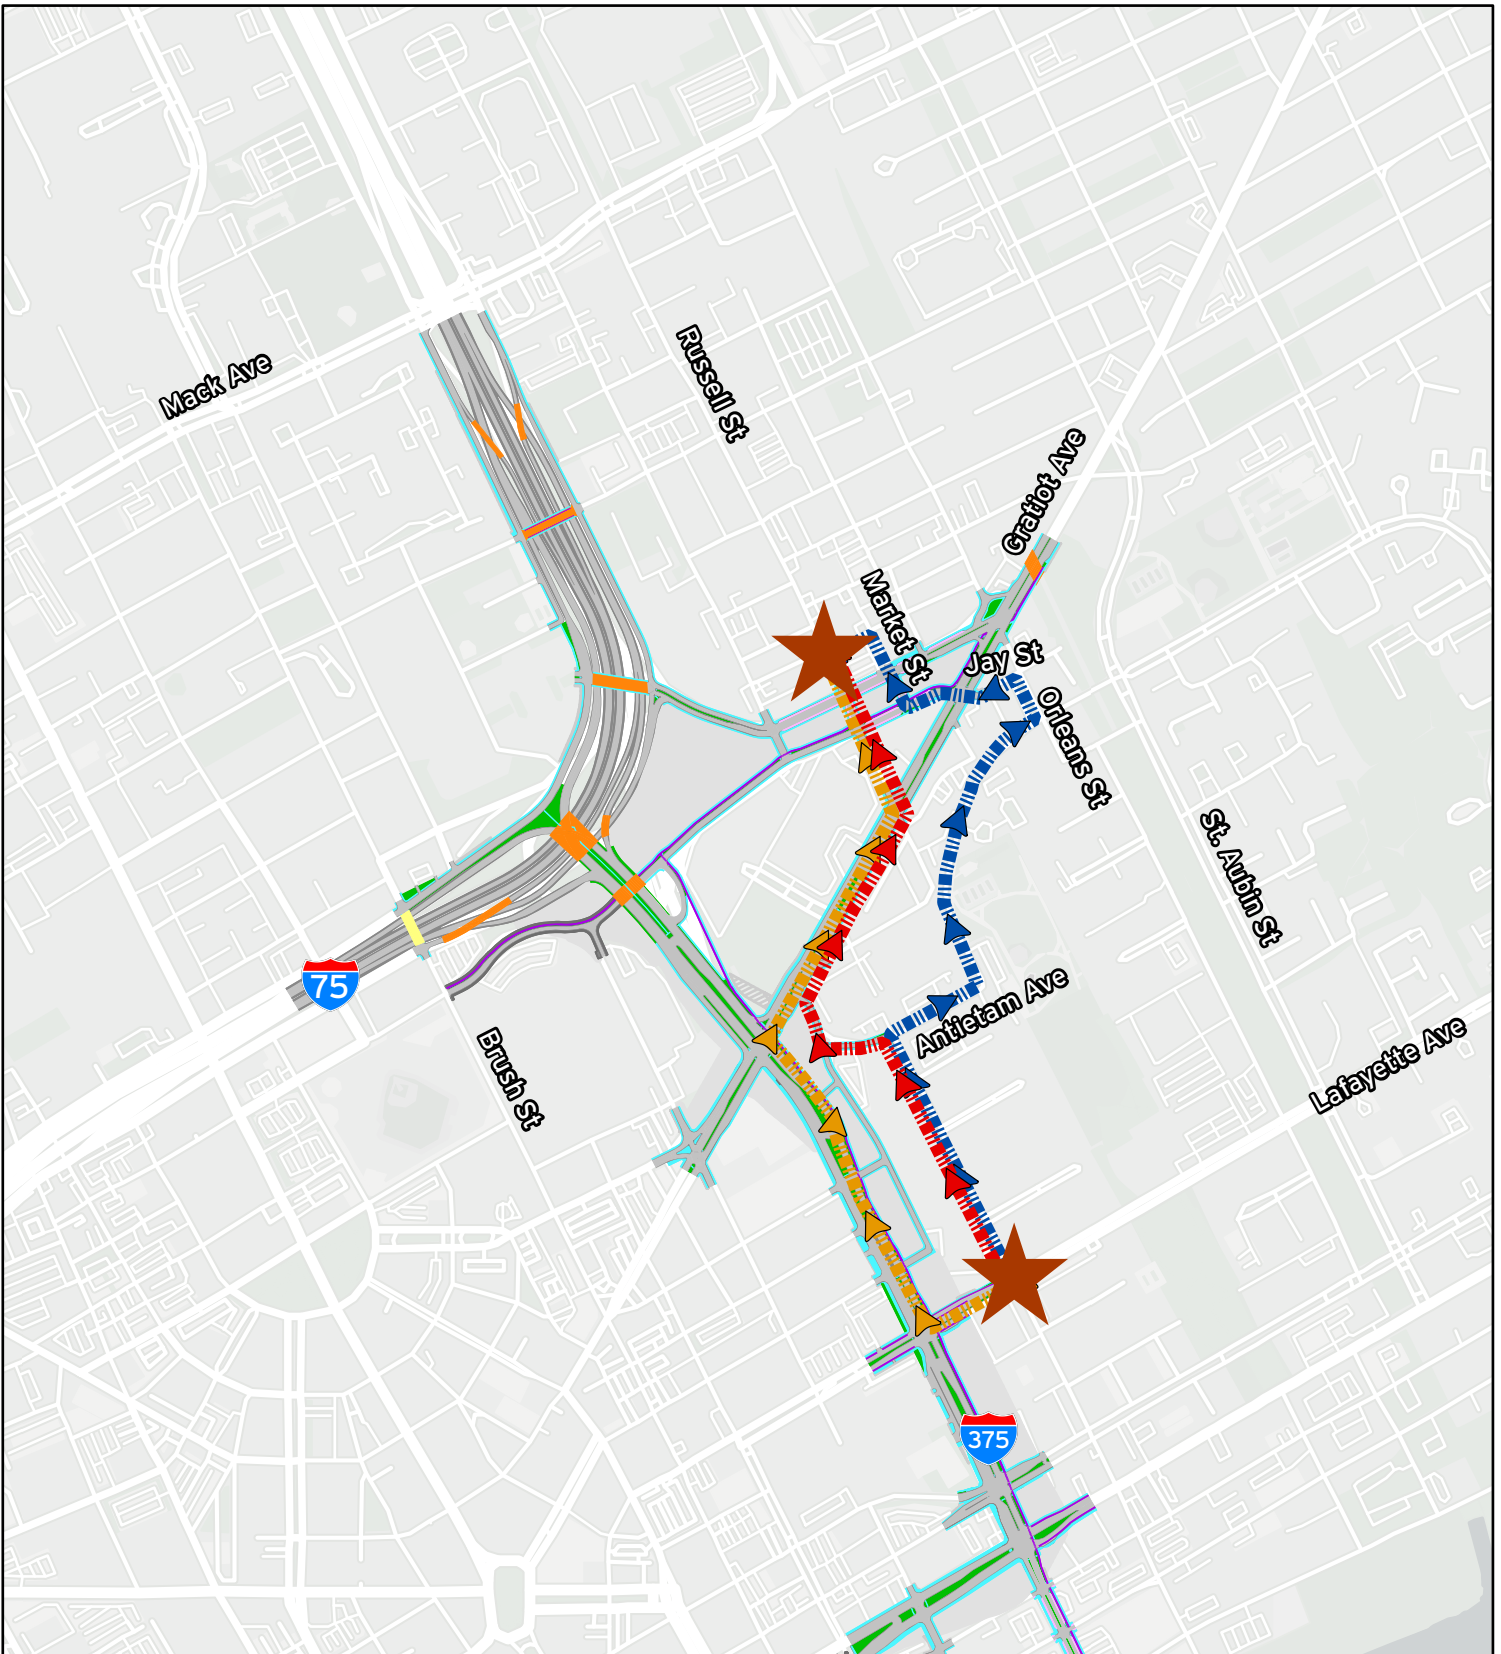 Mack Ave
Russell St
Gratiot Ave
Market St
Jay St
Orleans St
St. Aubin St
75
Antietam Ave
Brush St
Lafayette Ave
375